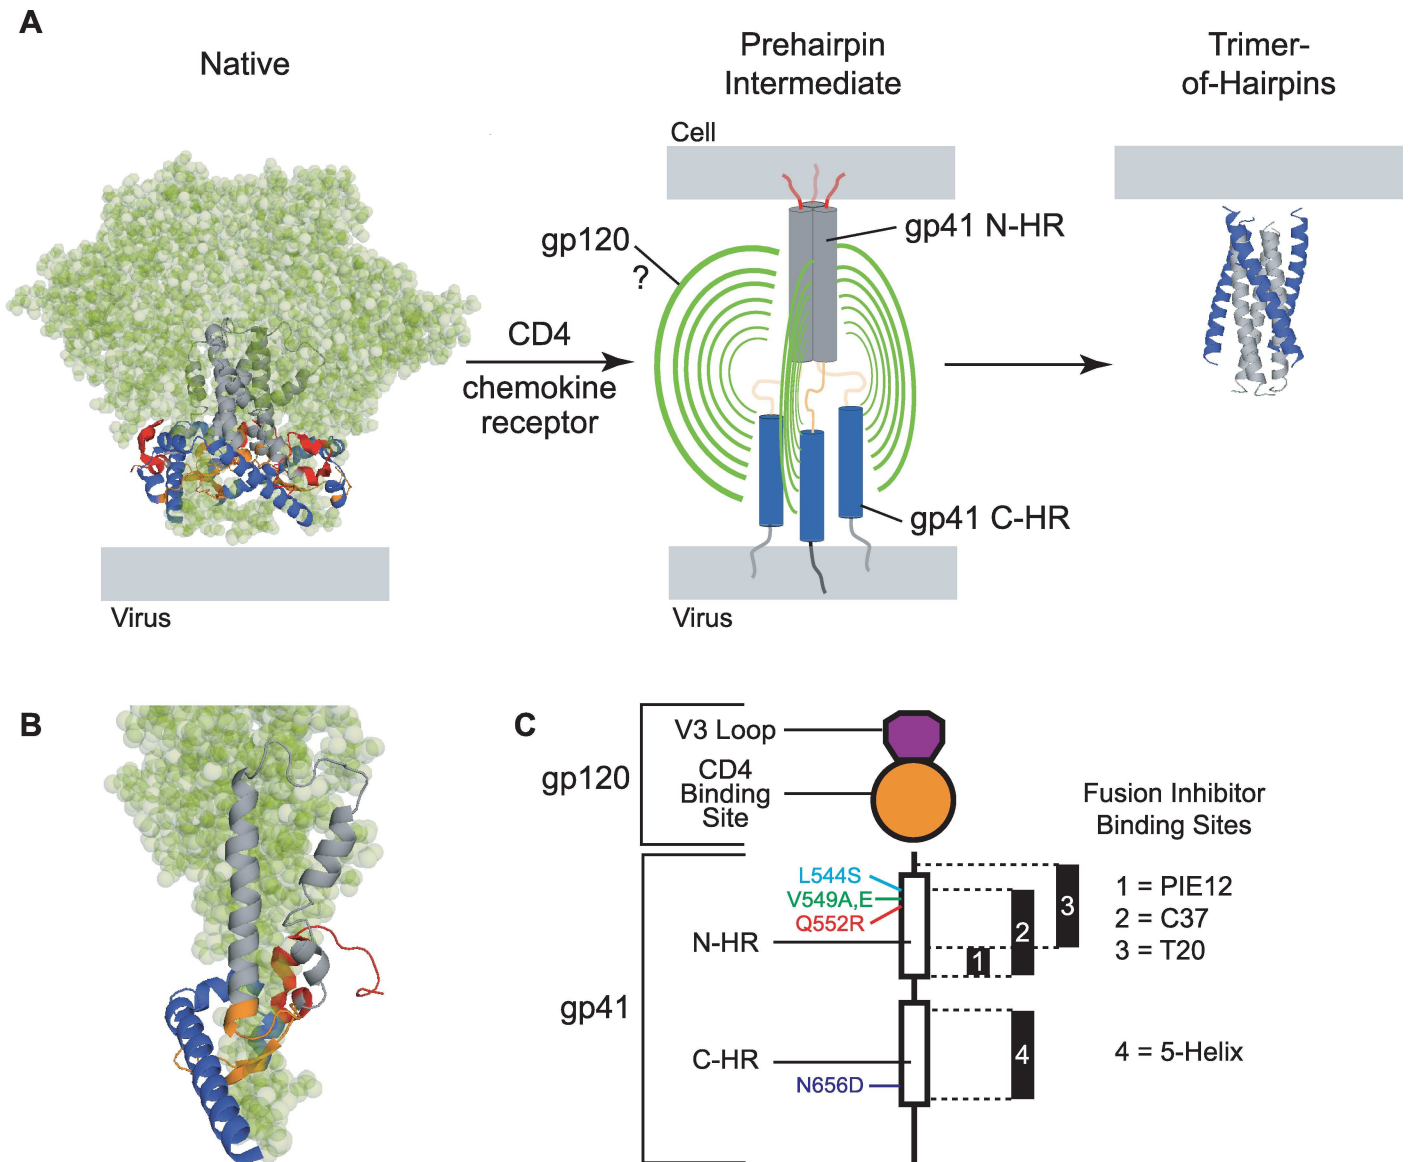 A
Native
Prehairpin
Intermediate
Trimer-
of-Hairpins
Cell
gp120
?
gp41 N-HR
CD4
chemokine
receptor
gp41 C-HR
Virus
Virus
B
C
gp120
V3 Loop
CD4
Binding
Site
Fusion Inhibitor
Binding Sites
gp41
L544S
V549A,E
Q552R
N-HR
1
2
3
1 = PIE12
2 = C37
3 = T20
C-HR
N656D
4
4 = 5-Helix